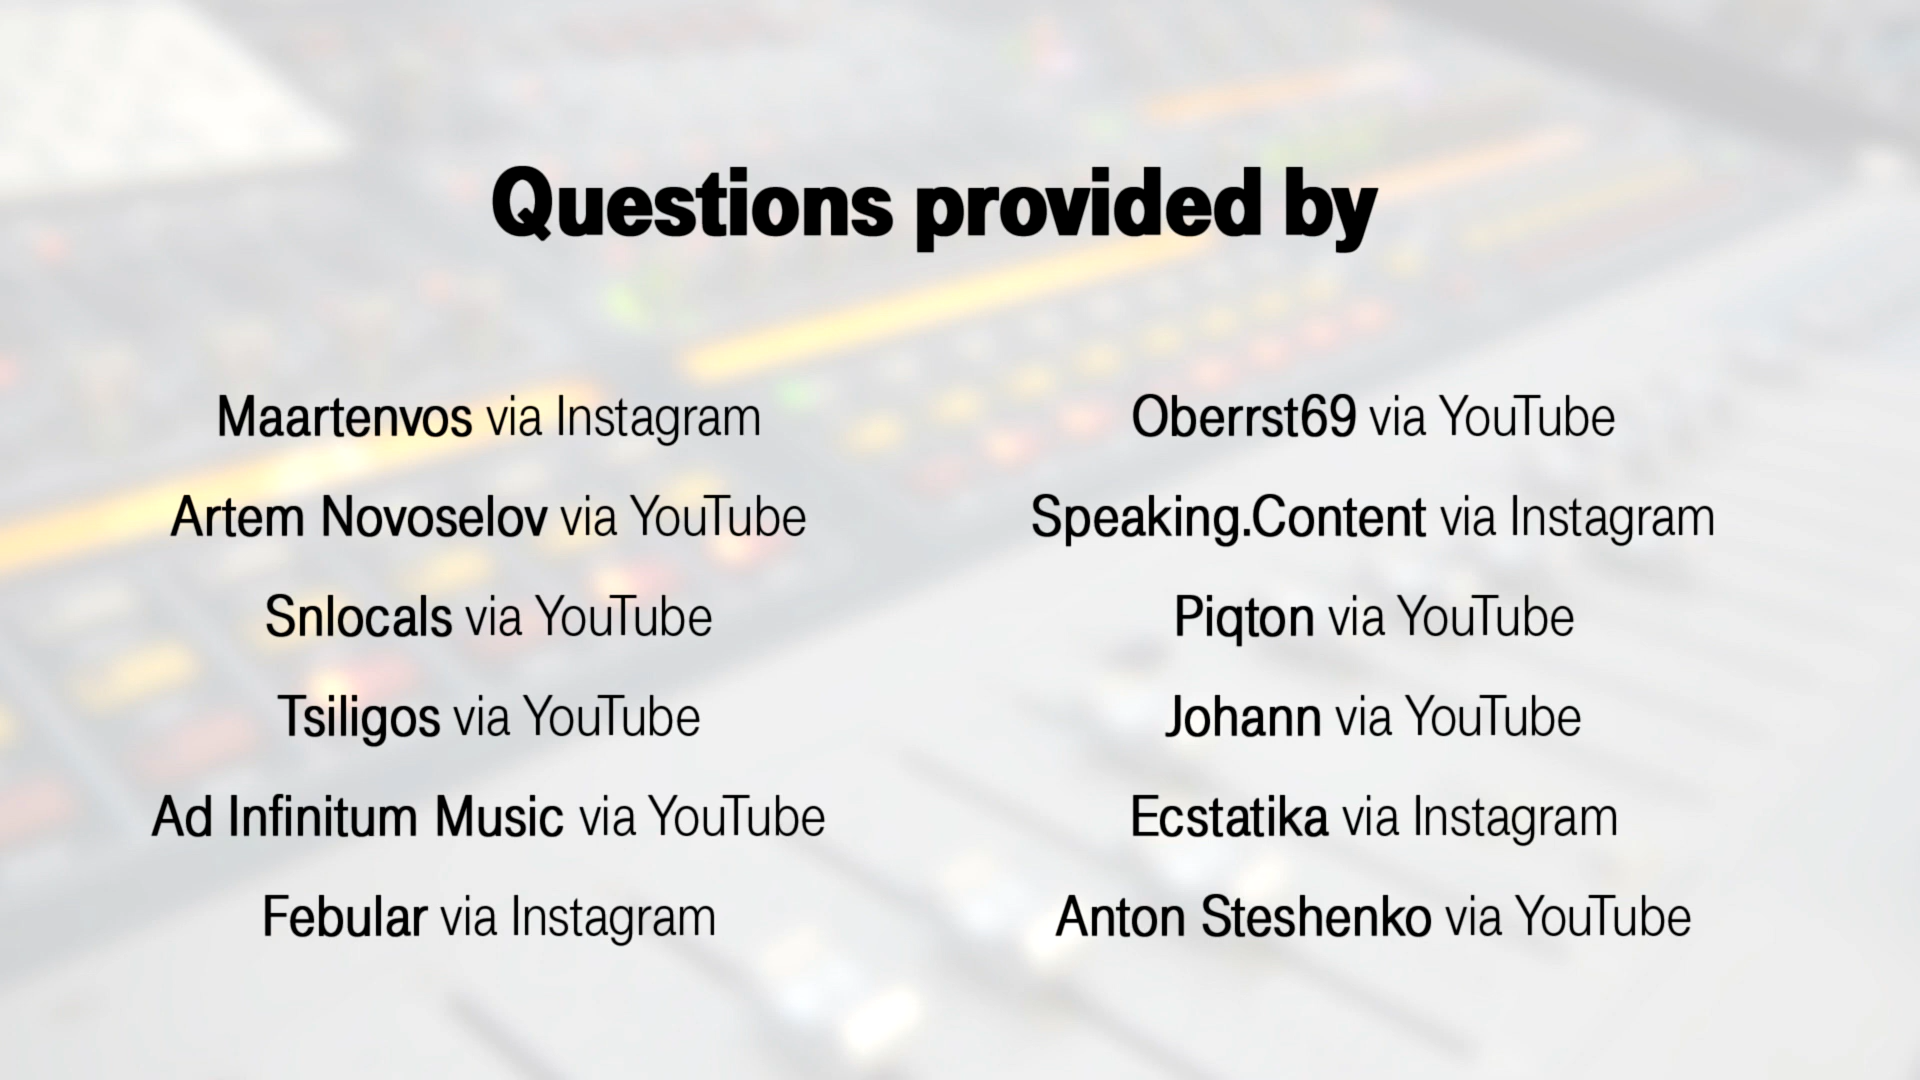 Questions provided by
Maartenvos via Instagram
Artem Novoselov via YouTube
Snlocals via YouTube
Tsiligos via YouTube
Ad Infinitum Music via YouTube
Febular via Instagram
Oberrst69 via YouTube
Speaking.Content via Instagram
Piqton via YouTube
Johann via YouTube
Ecstatika via Instagram
Anton Steshenko via YouTube